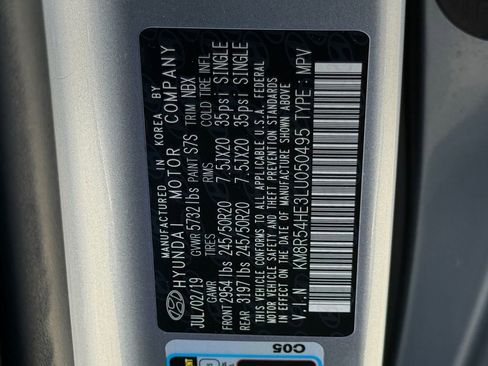 MANUFACTURED IN KOREA BY
HYUNDAI MOTOR COMPANY
JUL/02/19 GVWR 5732 lbs PAINT S7S TRIM NBX
GAWR TIRES RIMS COLD TIRE INFL
FRONT 2954 lbs 245/50R20 7.5JX20 35psi SINGLE
REAR 3197 lbs 245/50R20 7.5JX20 35psi SINGLE
THIS VEHICLE CONFORMS TO ALL APPLICABLE U.S.A. FEDERAL
MOTOR VEHICLE SAFETY AND THEFT PREVENTION STANDARDS
IN EFFECT ON THE DATE OF MANUFACTURE SHOWN ABOVE
V.I.N KM8R54HE3LU050495 TYPE : MPV
C05